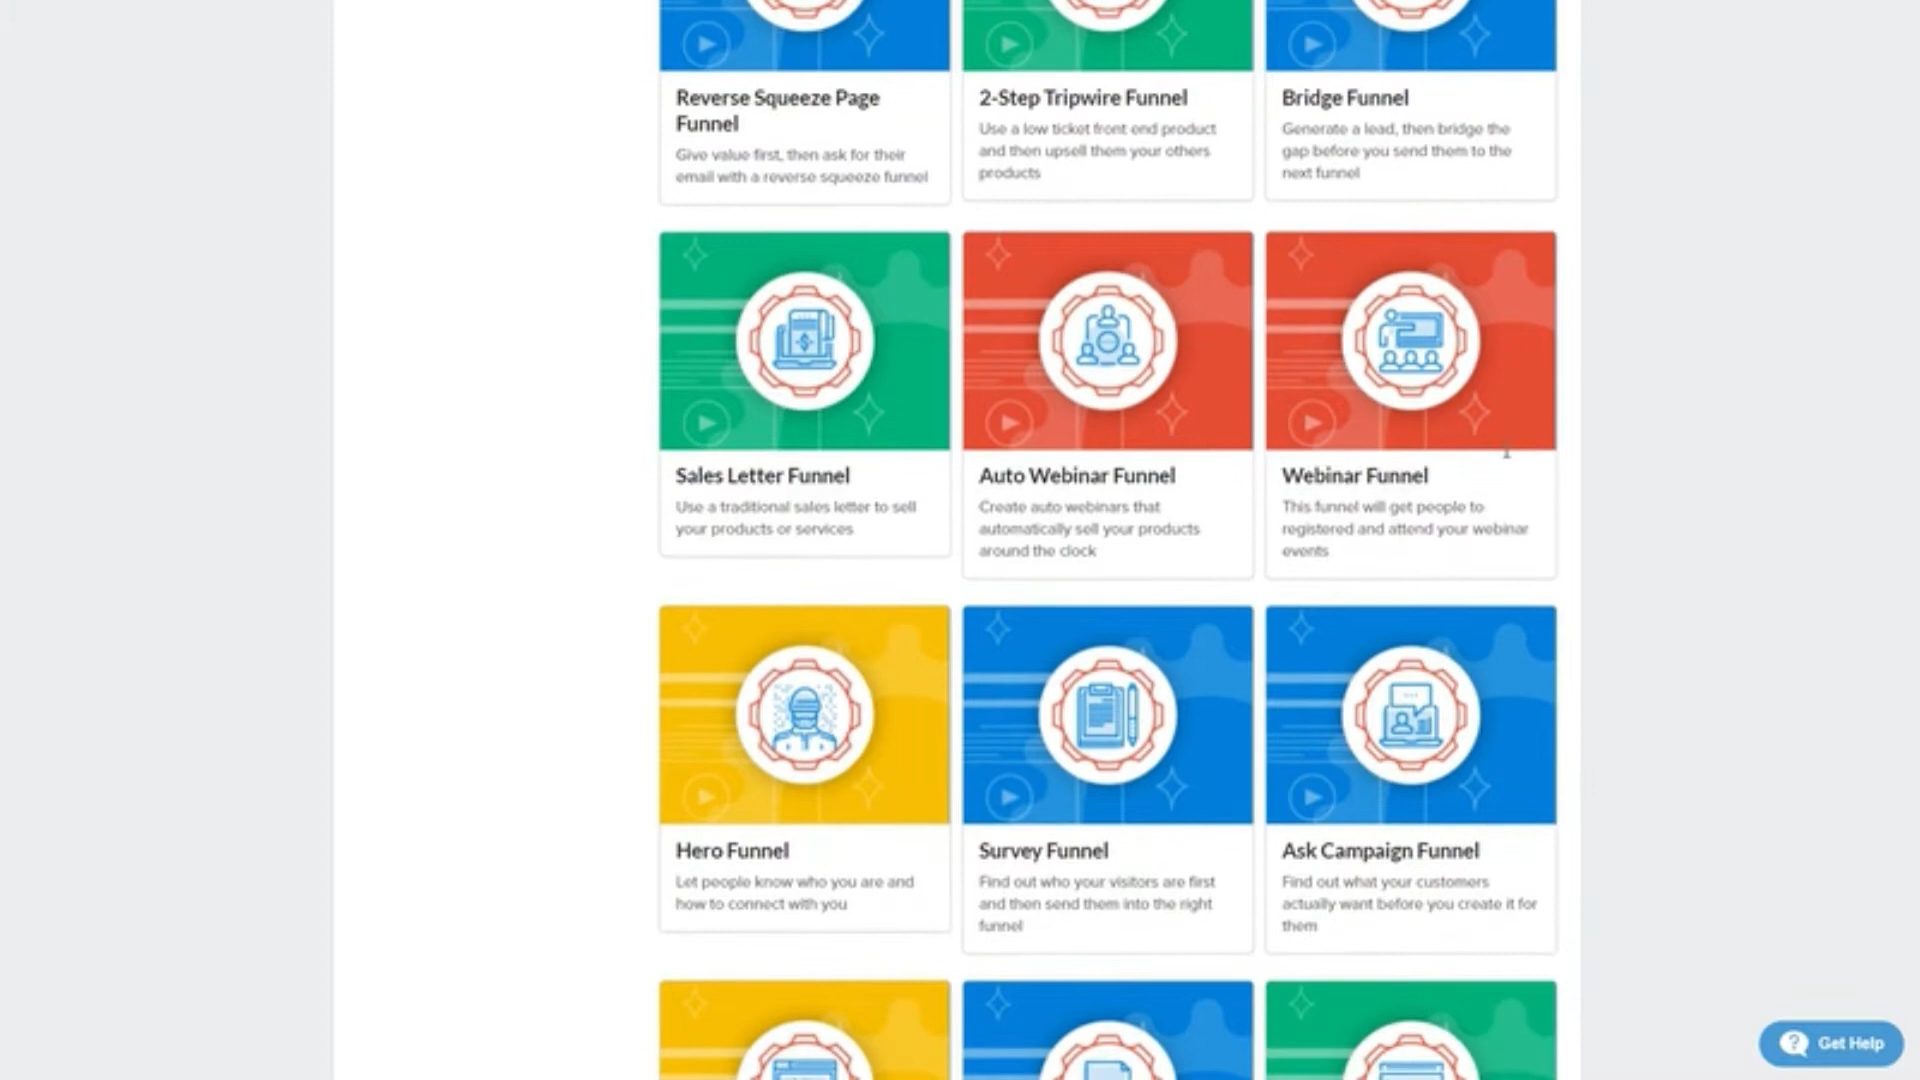 Reverse Squeeze Page
Funnel
Give value first, then ask for their
email with a reverse squeeze funnel
2-Step Tripwire Funnel
Use a low ticket front end product
and then upsell them your others
products
Bridge Funnel
Generate a lead, then bridge the
gap before you send them to the
next funnel
Sales Letter Funnel
Use a traditional sales letter to sell
your products or services
Auto Webinar Funnel
Create auto webinars that
automatically sell your products
around the clock
Webinar Funnel
This funnel will get people to
registered and attend your webinar
events
Hero Funnel
Let people know who you are and
how to connect with you
Survey Funnel
Find out who your visitors are first
and then send them into the right
funnel
Ask Campaign Funnel
Find out what your customers
actually want before you create it for
them
? Get Help